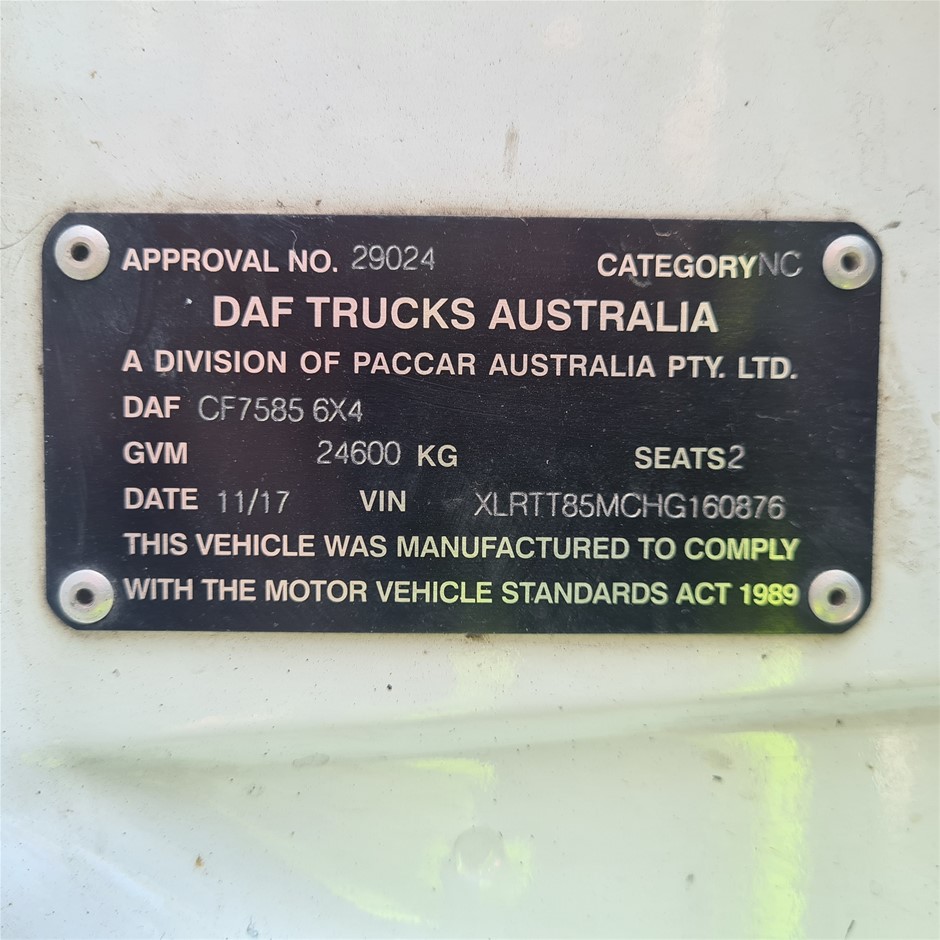 APPROVAL NO. 29024 CATEGORY NC
DAF TRUCKS AUSTRALIA
A DIVISION OF PACCAR AUSTRALIA PTY. LTD.
DAF CF7585 6X4
GVM 24600 KG SEATS 2
DATE 11/17 VIN XLRTT85MCHG160876
THIS VEHICLE WAS MANUFACTURED TO COMPLY
WITH THE MOTOR VEHICLE STANDARDS ACT 1989